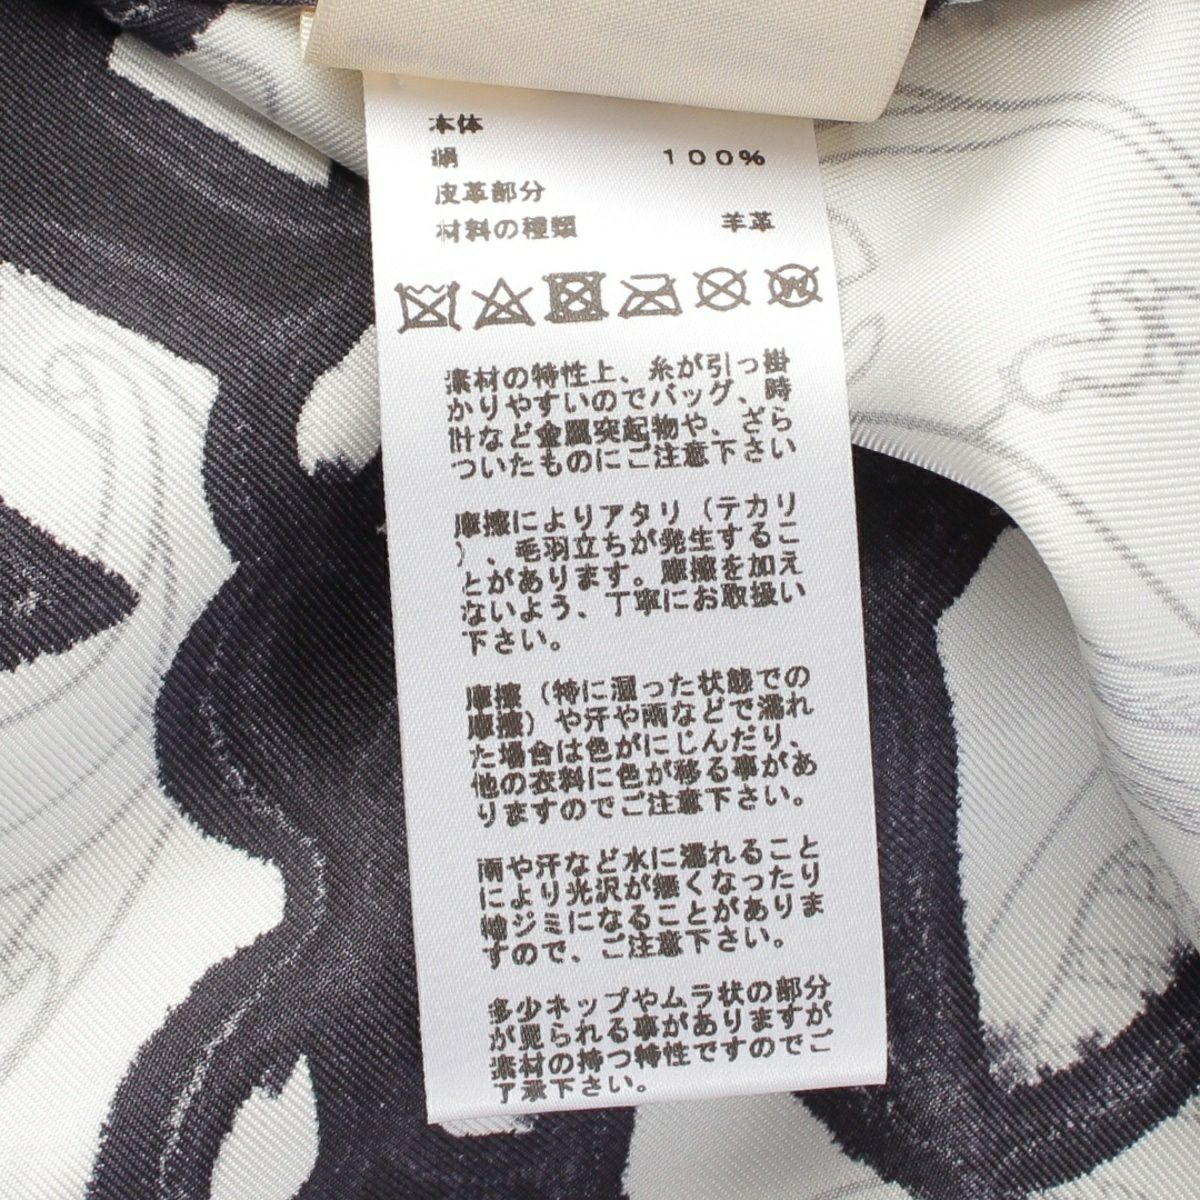 本体
絹 100%
皮革部分
材料の種類 羊革
素材の特性上、糸が引っ掛
かりやすいのでバッグ、時
計など金属突起物や、ざら
ついたものにご注意下さい
摩擦によりアタリ（テカリ
）、毛羽立ちが発生するこ
とがあります。摩擦を加え
ないよう、丁寧にお取扱い
下さい。
摩擦（特に湿った状態での
摩擦）や汗や雨などで濡れ
た場合は色がにじんだり、
他の衣料に色が移る事があ
りますのでご注意下さい。
雨や汗など水に濡れること
により光沢が無くなったり
輪ジミになることがありま
すので、ご注意下さい。
多少ネップやムラ状の部分
が見られる事がありますが
素材の持つ特性ですのでご
了承下さい。